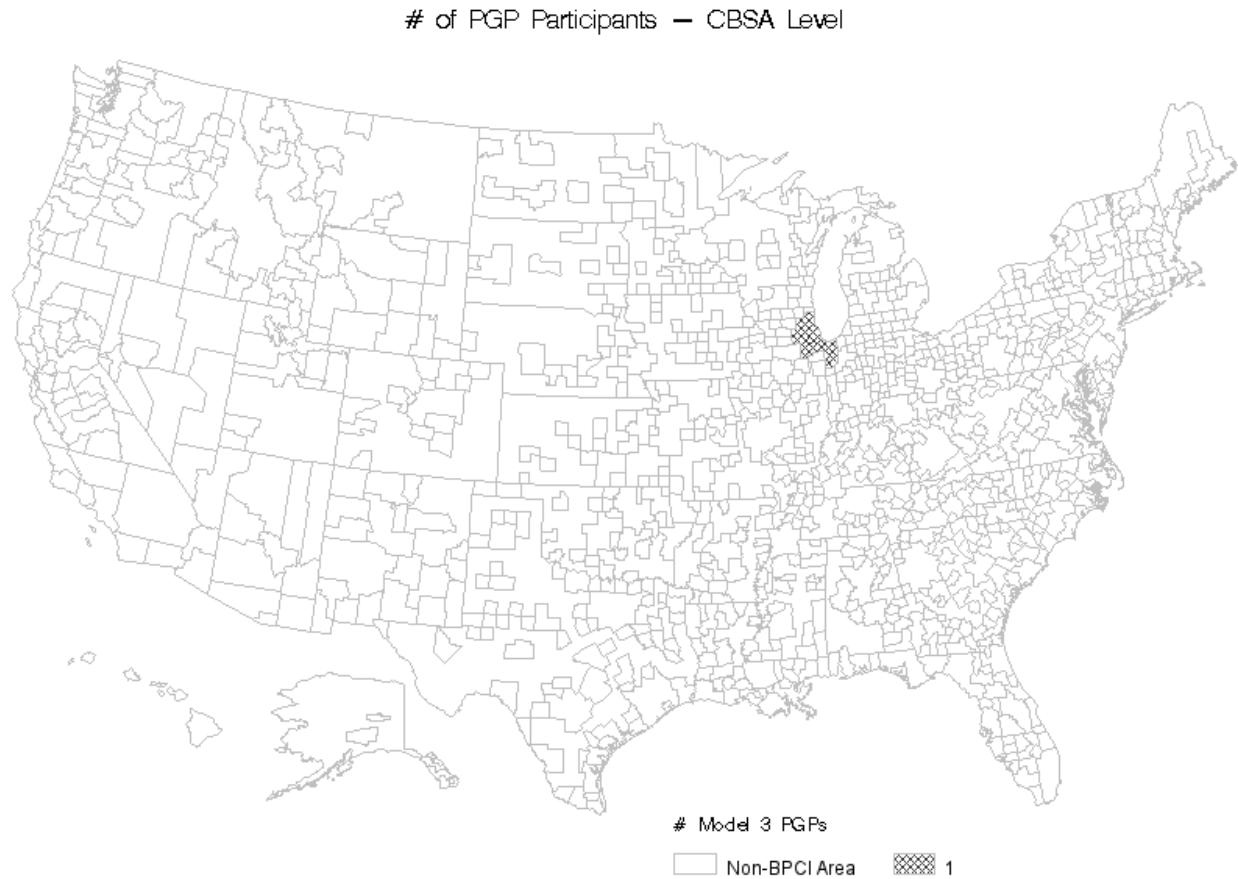 # of PGP Participants — CBSA Level
# Model 3 PGPs
Non-BPCI Area 1